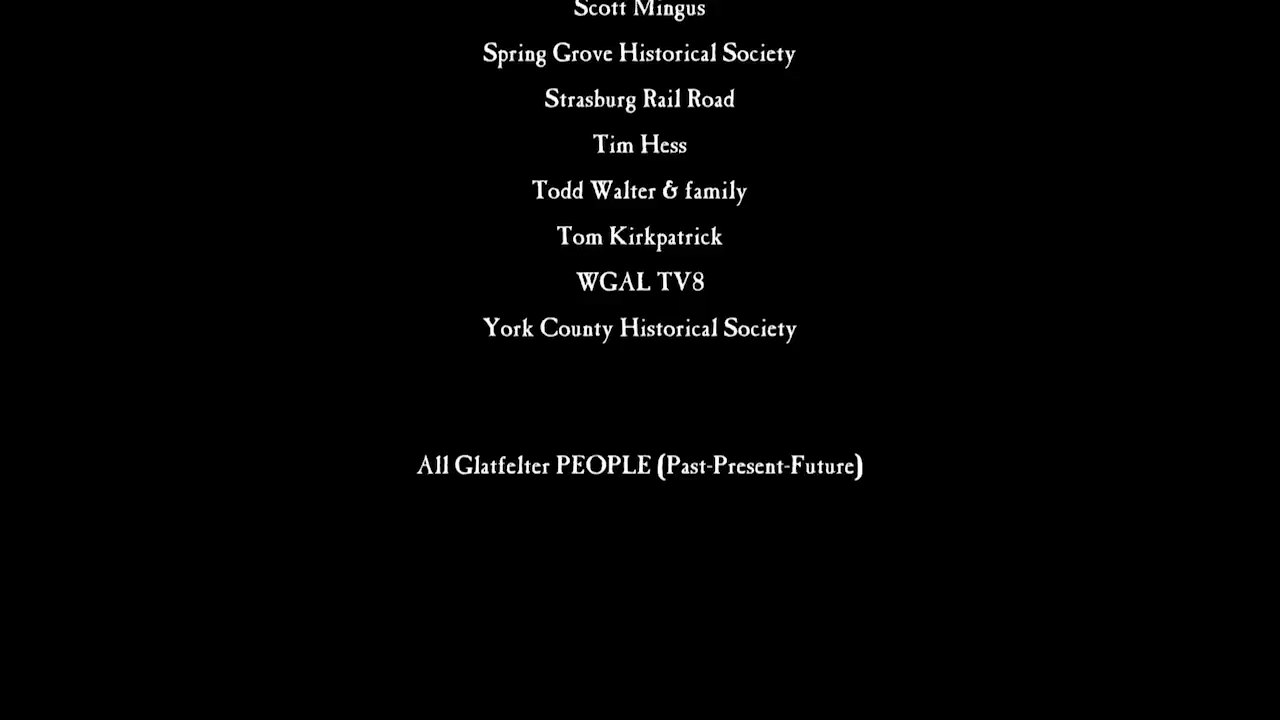 Scott Mingus
Spring Grove Historical Society
Strasburg Rail Road
Tim Hess
Todd Walter & family
Tom Kirkpatrick
WGAL TV8
York County Historical Society
All Glatfelter PEOPLE (Past-Present-Future)